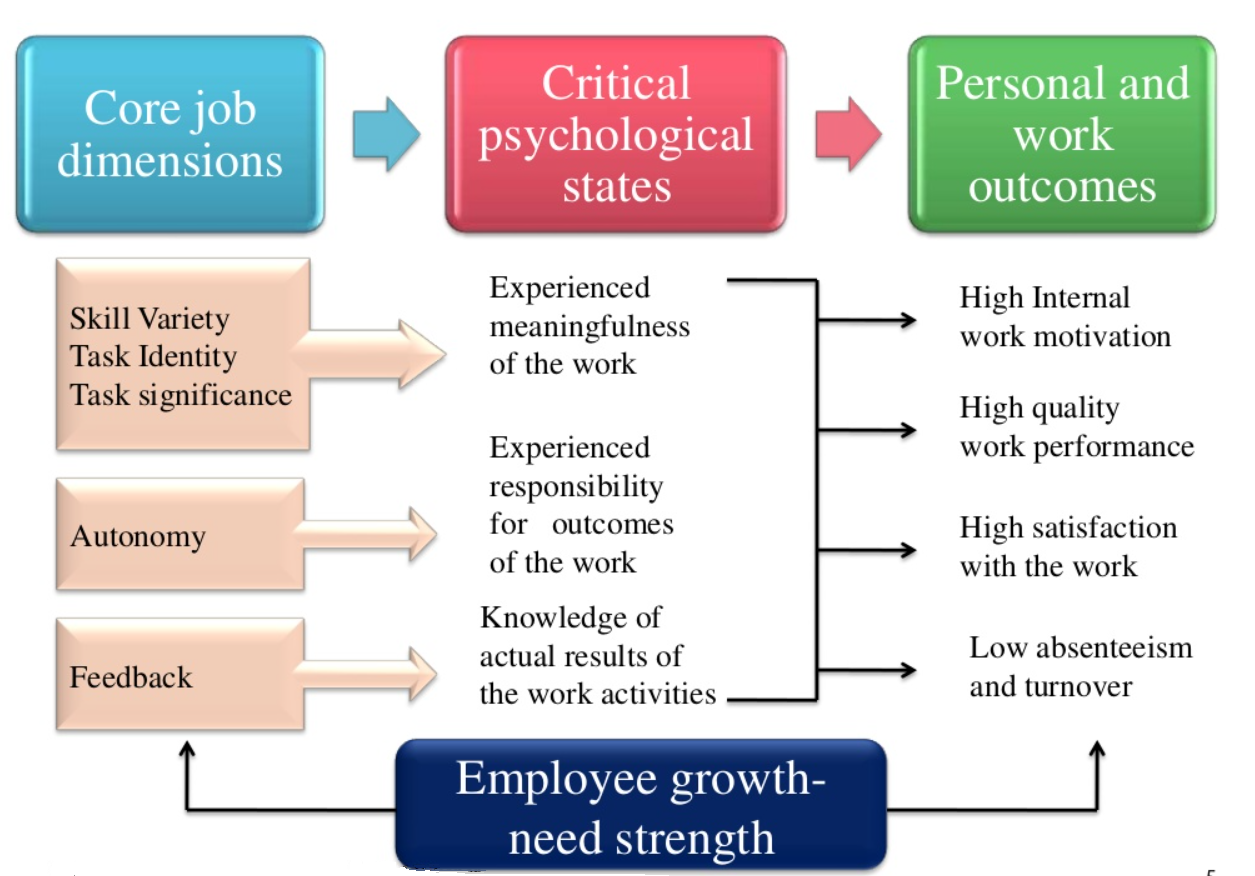 Core job
dimensions
Critical
psychological
states
Personal and
work
outcomes
Skill Variety
Task Identity
Task significance
Experienced
meaningfulness
of the work
High Internal
work motivation
High quality
work performance
Autonomy
Experienced
responsibility
for outcomes
of the work
High satisfaction
with the work
Feedback
Knowledge of
actual results of
the work activities
Low absenteeism
and turnover
Employee growth-
need strength